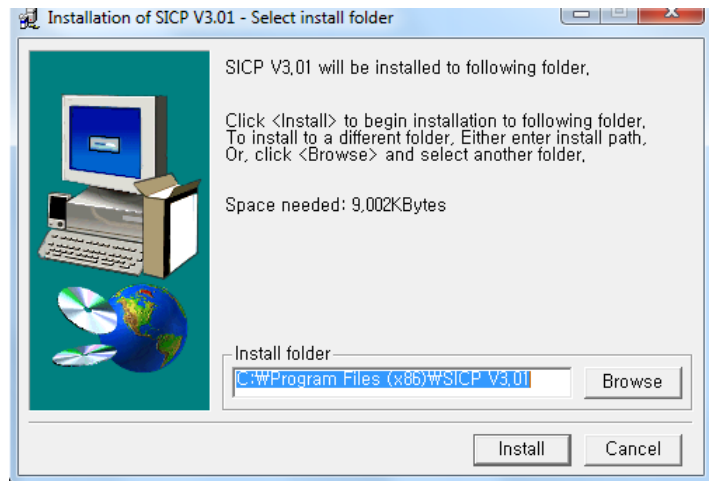 Installation of SICP V3.01 - Select install folder
SICP V3.01 will be installed to following folder.
Click <Install> to begin installation to following folder.
To install to a different folder, Either enter install path,
Or, click <Browse> and select another folder.
Space needed: 9,002KBytes
Install folder
C:₩Program Files (x86)₩SICP V3.01
Browse
Install
Cancel